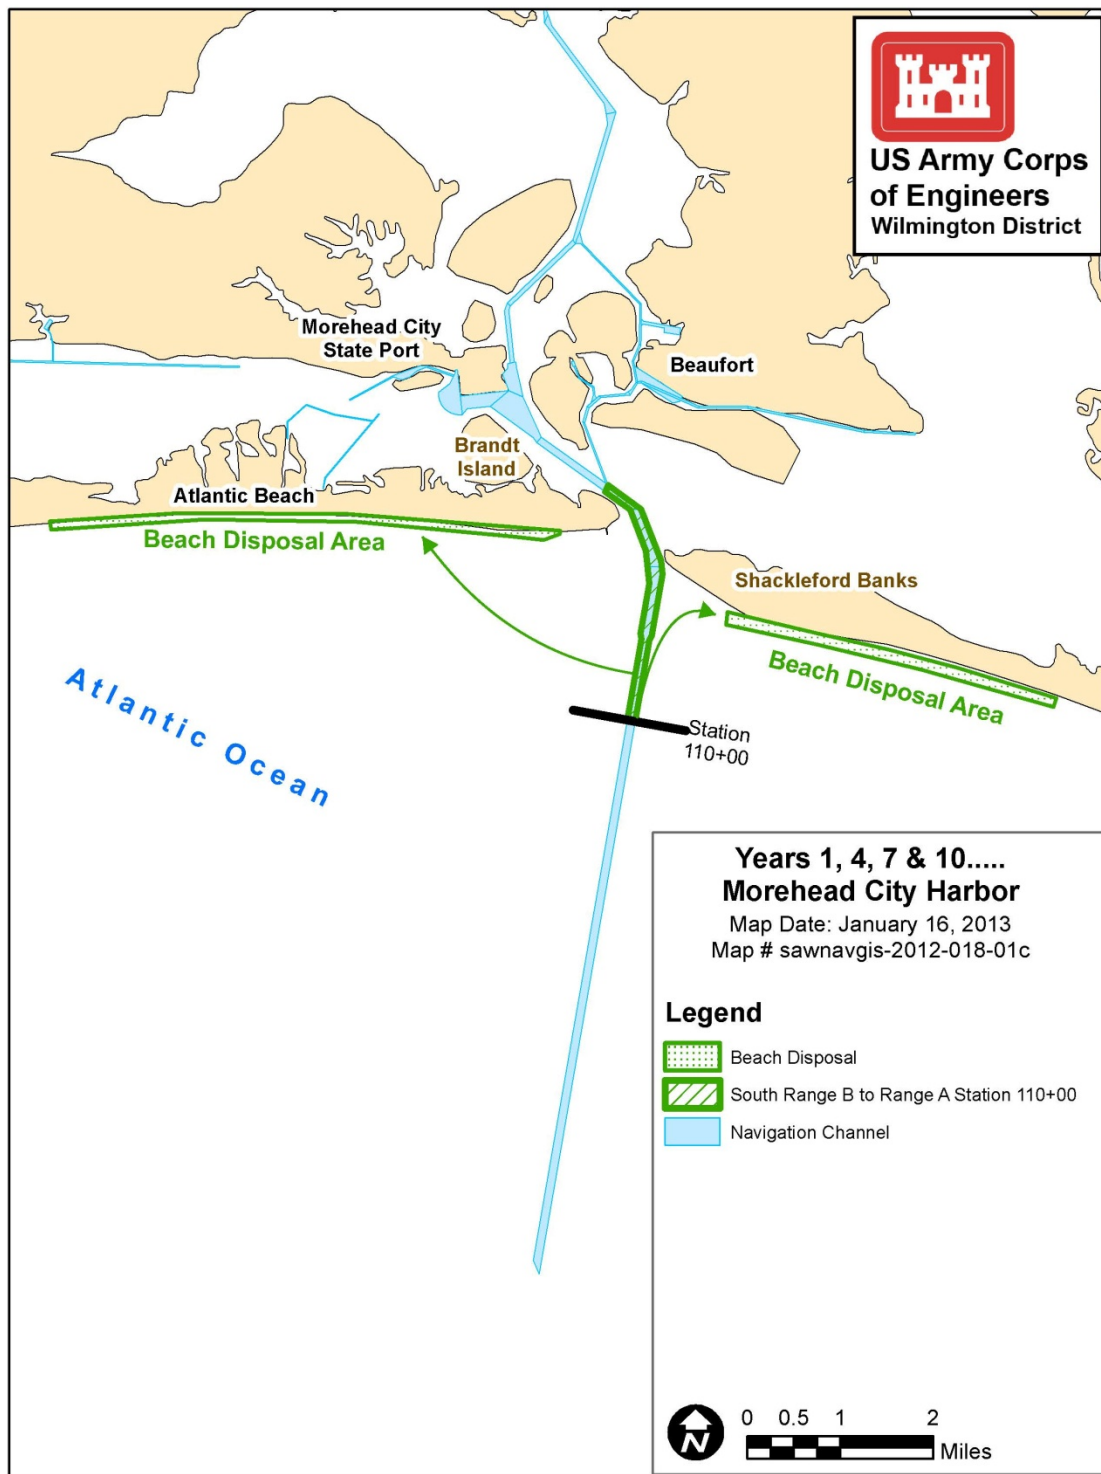 US Army Corps
of Engineers
Wilmington District
Morehead City
State Port
Beaufort
Brandt
Island
Atlantic Beach
Beach Disposal Area
Shackleford Banks
Beach Disposal Area
Atlantic Ocean
Station
110+00
Years 1, 4, 7 & 10.....
Morehead City Harbor
Map Date: January 16, 2013
Map # sawnavgis-2012-018-01c
Legend
Beach Disposal
South Range B to Range A Station 110+00
Navigation Channel
N
0 0.5 1 2
Miles